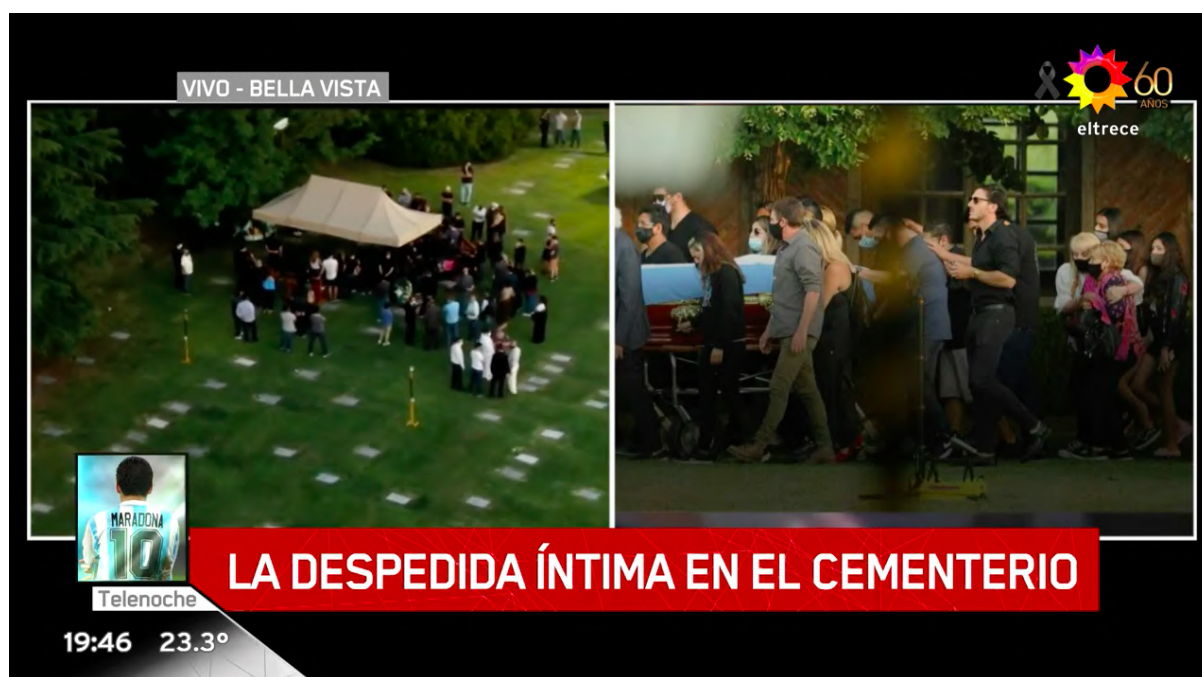 VIVO - BELLA VISTA
60
AÑOS
eltrece
MARADONA
10
LA DESPEDIDA ÍNTIMA EN EL CEMENTERIO
Telenoche
19:46 23.3°